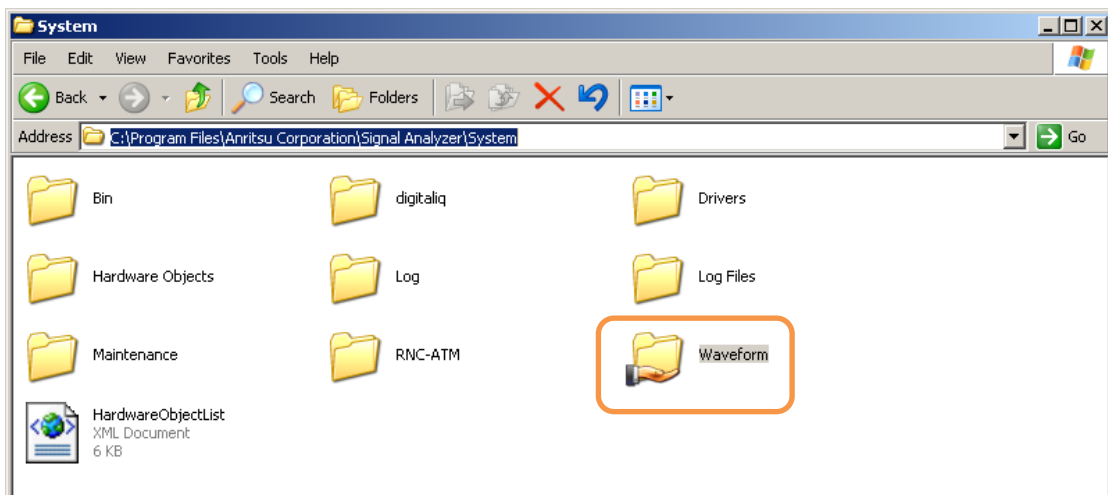 System
File Edit View Favorites Tools Help
Back Search Folders
Address C:\Program Files\Anritsu Corporation\Signal Analyzer\System Go
Bin digitaliq Drivers
Hardware Objects Log Log Files
Maintenance RNC-ATM Waveform
HardwareObjectList
XML Document
6 KB